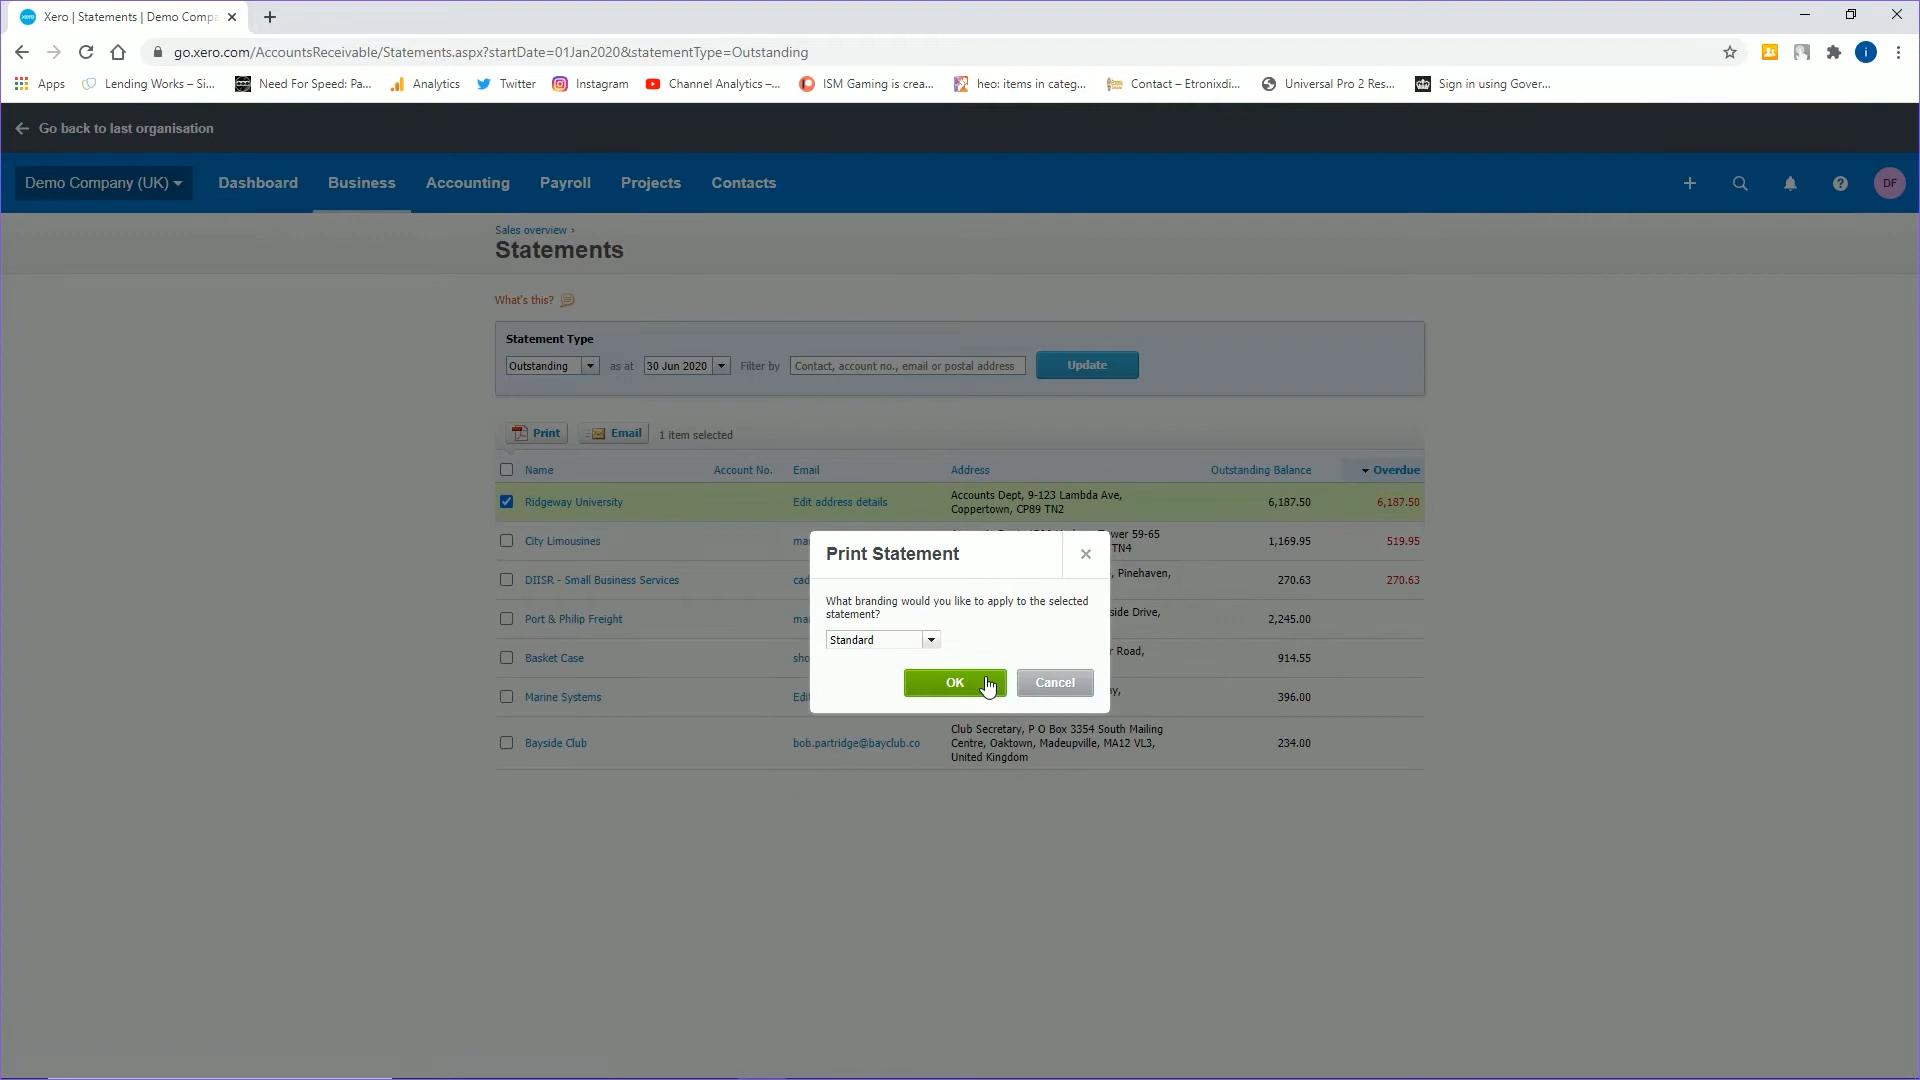 Xero | Statements | Demo Compa
go.xero.com/AccountsReceivable/Statements.aspx?startDate=01Jan2020&statementType=Outstanding
Apps
Lending Works – Si...
Need For Speed: Pa...
Analytics
Twitter
Instagram
Channel Analytics –...
ISM Gaming is crea...
heo: items in categ...
Contact – Etronixdi...
Universal Pro 2 Res...
Sign in using Gover...
Go back to last organisation
Demo Company (UK)
Dashboard
Business
Accounting
Payroll
Projects
Contacts
DF
Sales overview ›
Statements
What's this?
Statement Type
Outstanding
as at
30 Jun 2020
Filter by
Contact, account no., email or postal address
Update
Print
Email
1 item selected
Name
Account No.
Email
Address
Outstanding Balance
Overdue
Ridgeway University
Edit address details
Accounts Dept, 9-123 Lambda Ave,
Coppertown, CP89 TN2
6,187.50
6,187.50
City Limousines
ma
wer 59-65
TN4
1,169.95
519.95
DIISR - Small Business Services
cad
, Pinehaven,
270.63
270.63
Port & Philip Freight
ma
side Drive,
2,245.00
Basket Case
sho
r Road,
914.55
Marine Systems
Edi
y,
396.00
Bayside Club
bob.partridge@bayclub.co
Club Secretary, P O Box 3354 South Mailing
Centre, Oaktown, Madeupville, MA12 VL3,
United Kingdom
234.00
Print Statement
What branding would you like to apply to the selected
statement?
Standard
OK
Cancel